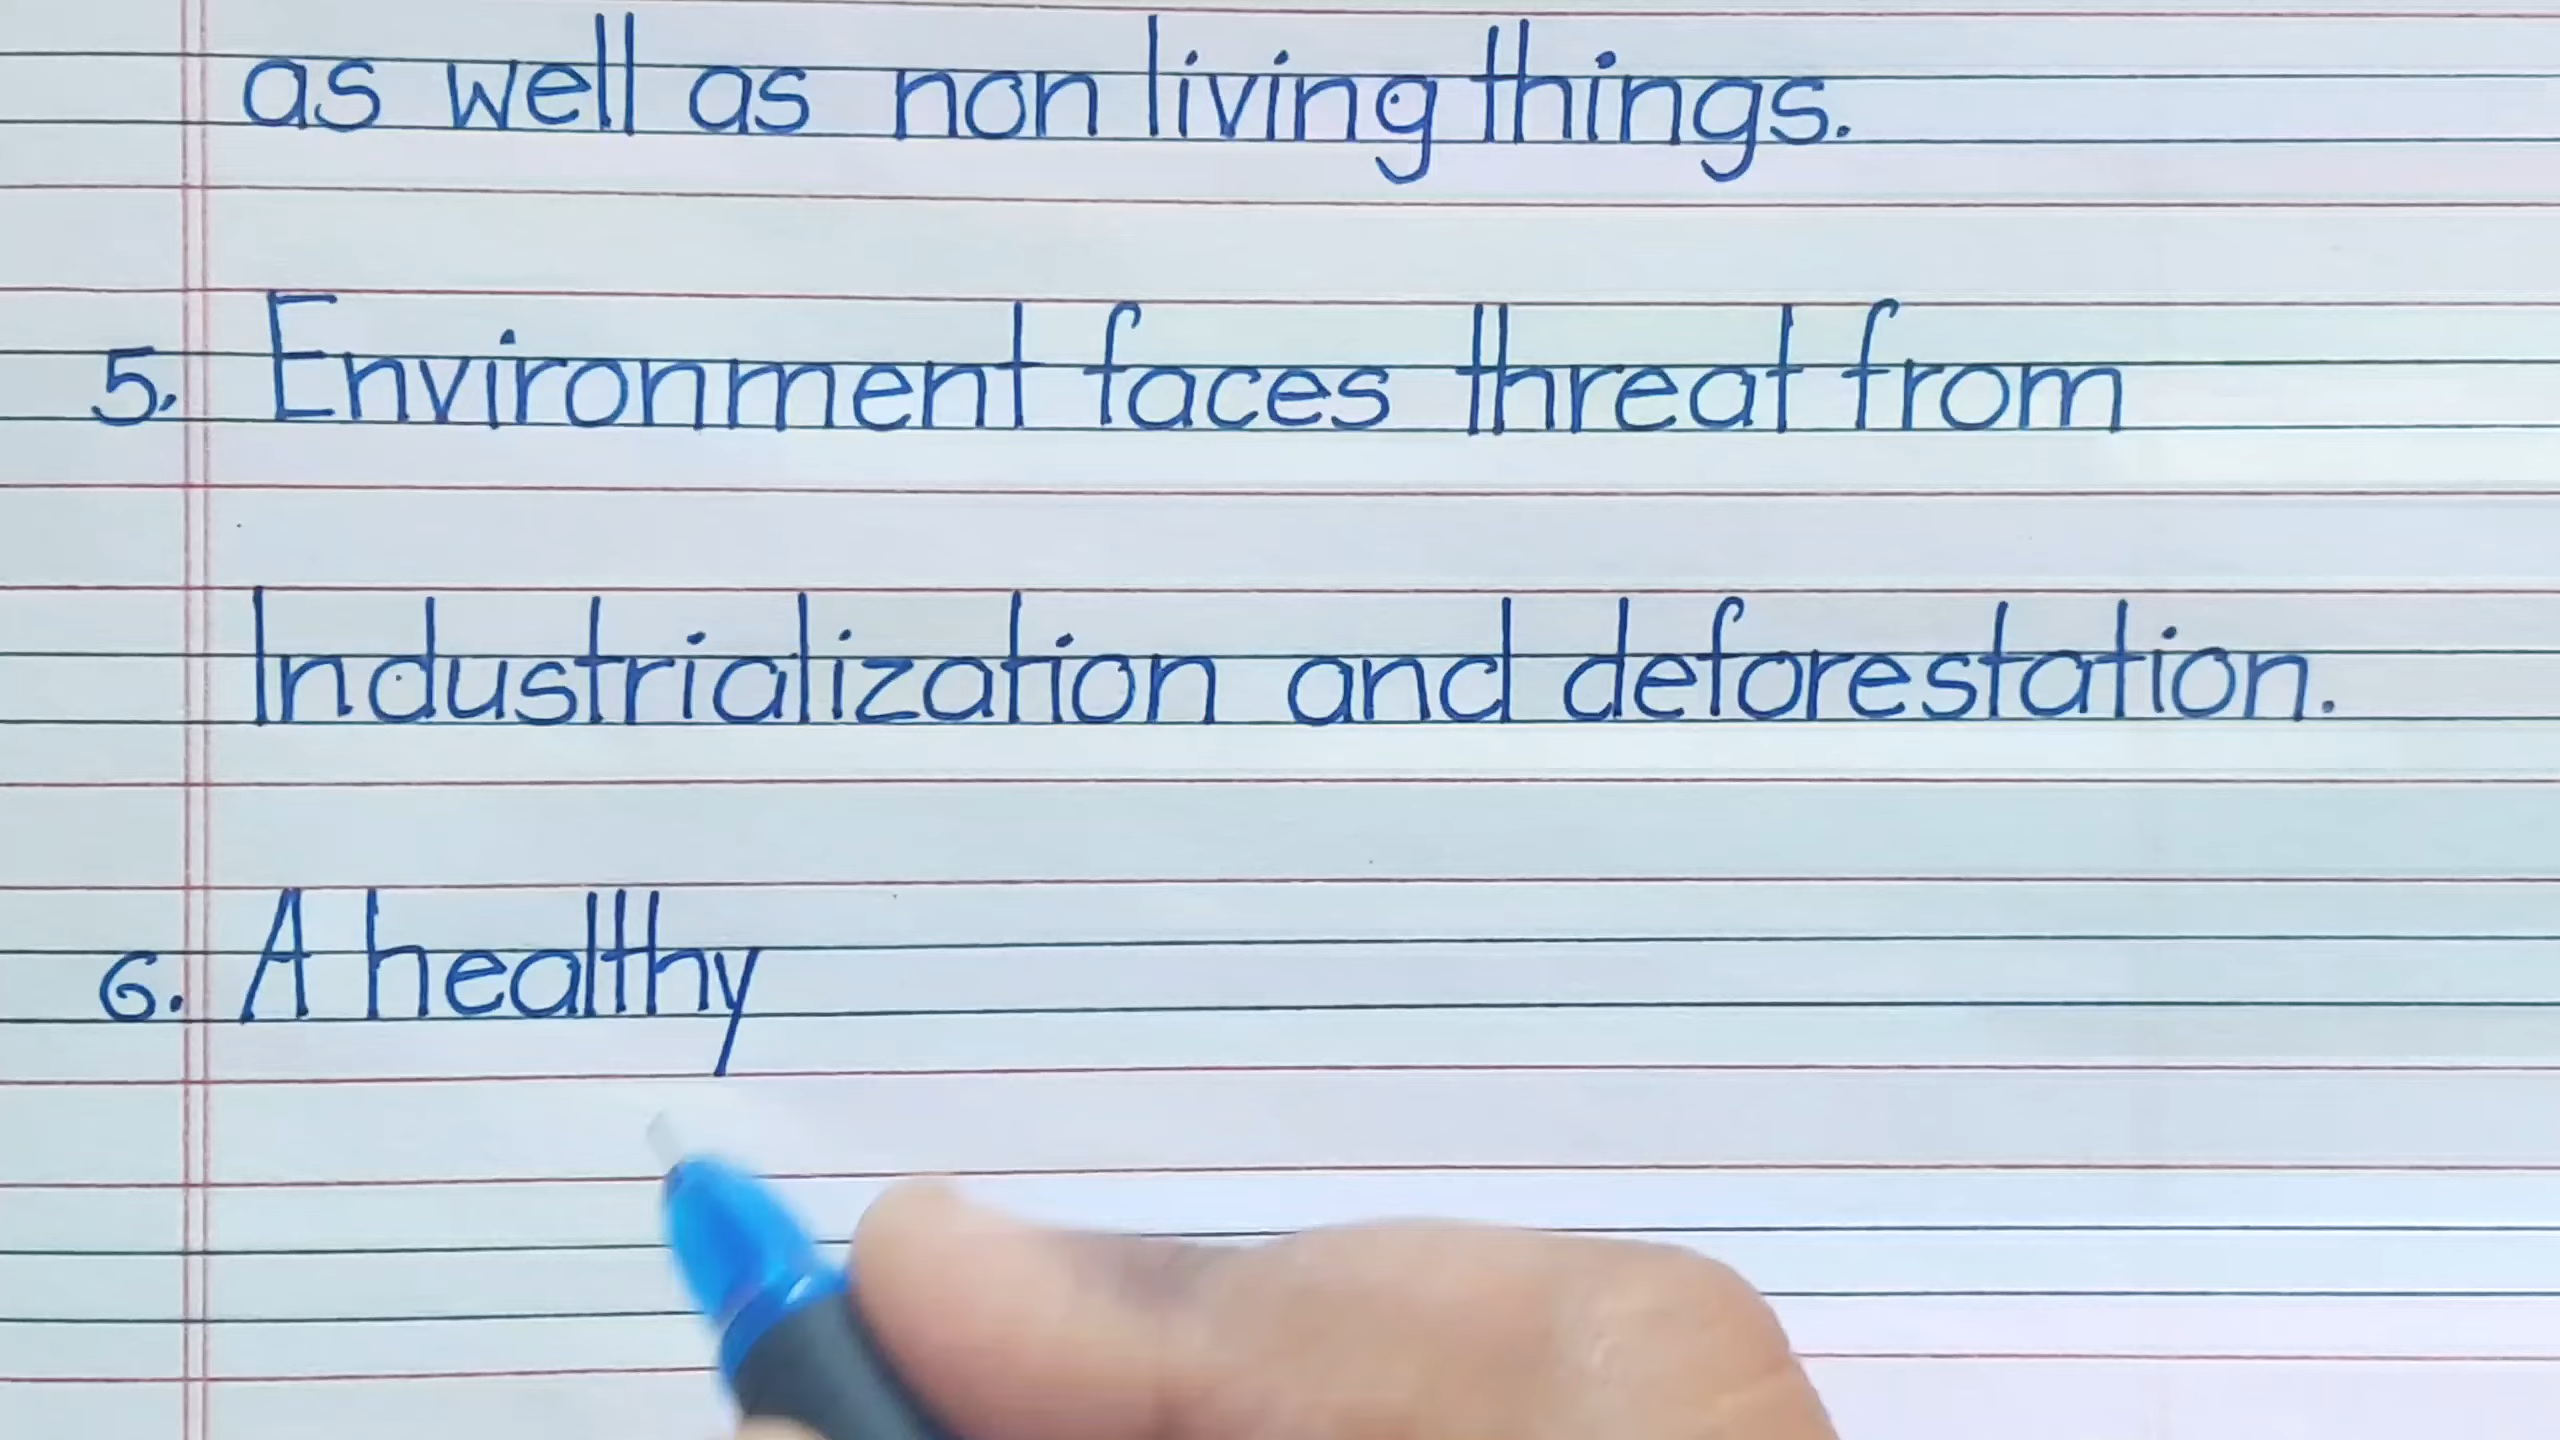 as well as non living things.
5. Environment faces threat from
Industrialization and deforestation.
6. A healthy